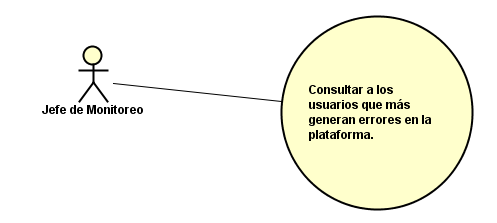 Jefe de Monitoreo
Consultar a los
usuarios que más
generan errores en la
plataforma.